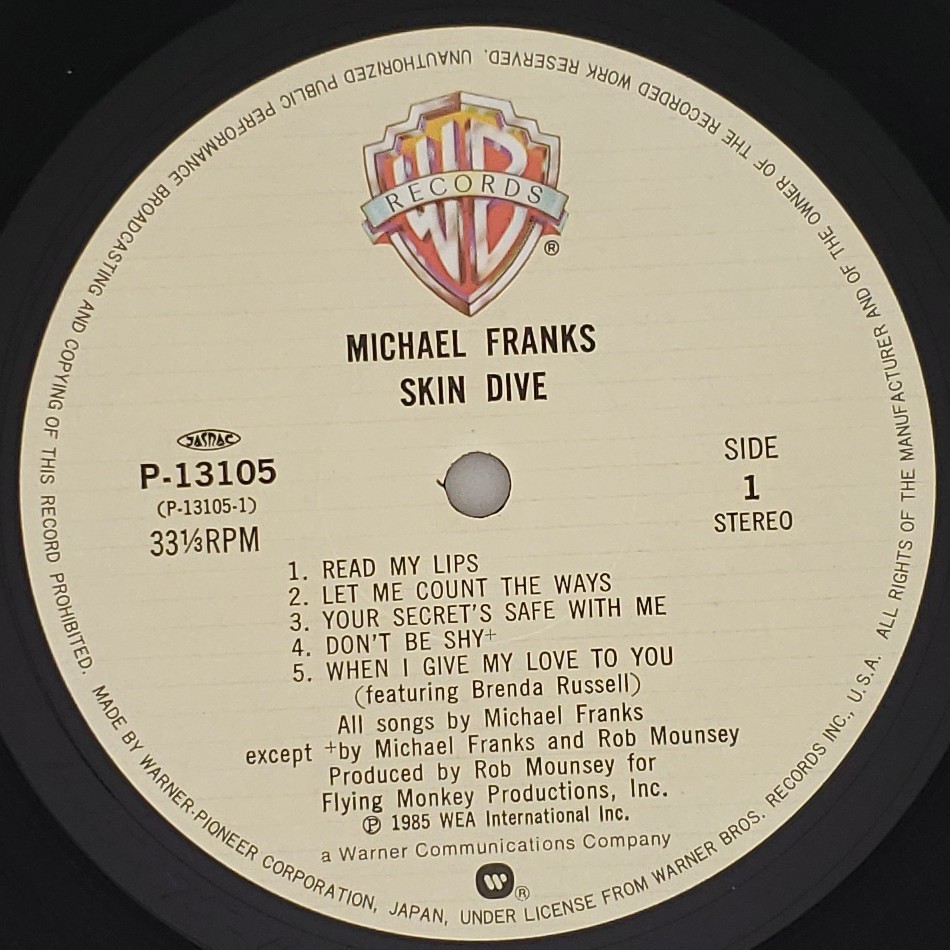 WB
RECORDS
®
MICHAEL FRANKS
SKIN DIVE
JASRAC
P-13105
(P-13105-1)
33⅓RPM
SIDE
1
STEREO
1. READ MY LIPS
2. LET ME COUNT THE WAYS
3. YOUR SECRET'S SAFE WITH ME
4. DON'T BE SHY+
5. WHEN I GIVE MY LOVE TO YOU
(featuring Brenda Russell)
All songs by Michael Franks
except +by Michael Franks and Rob Mounsey
Produced by Rob Mounsey for
Flying Monkey Productions, Inc.
℗ 1985 WEA International Inc.
a Warner Communications Company
W®
MADE BY WARNER-PIONEER CORPORATION, JAPAN, UNDER LICENSE FROM WARNER BROS. RECORDS INC., U.S.A. ALL RIGHTS OF THE MANUFACTURER AND OF THE OWNER OF THE RECORDED WORK RESERVED. UNAUTHORIZED PUBLIC PERFORMANCE BROADCASTING AND COPYING OF THIS RECORD PROHIBITED.